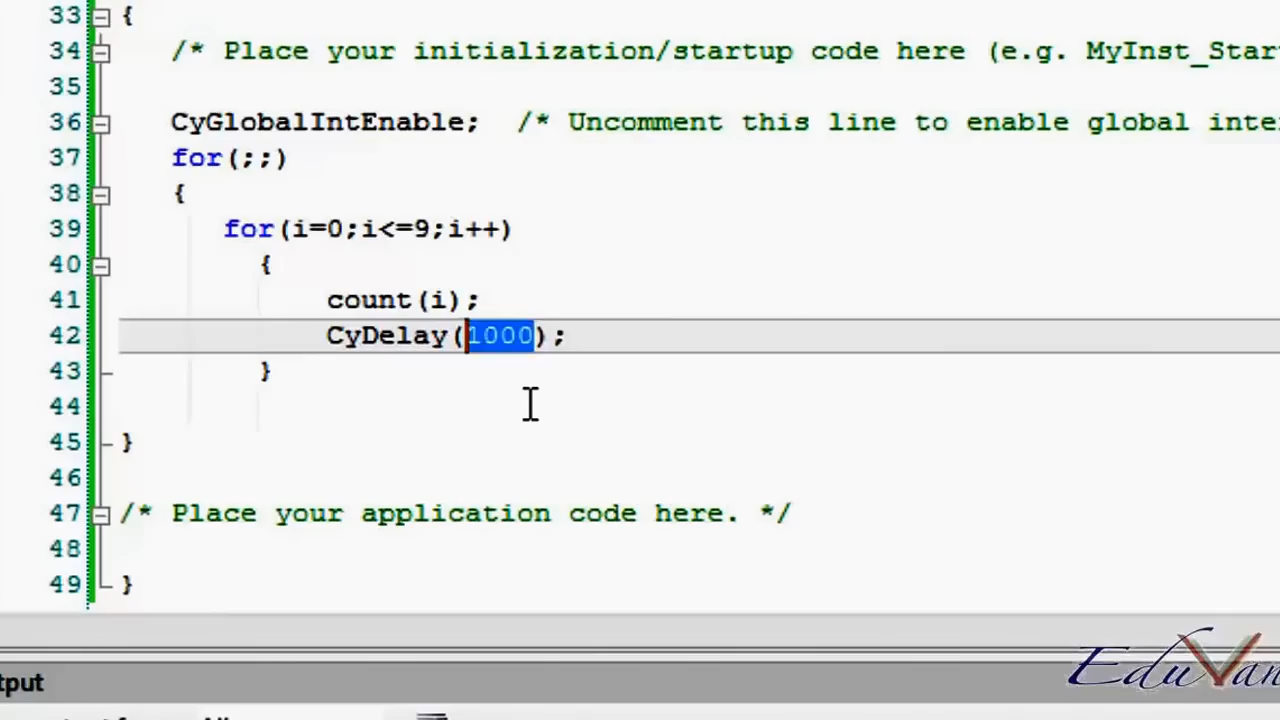 33 {
34 /* Place your initialization/startup code here (e.g. MyInst_Star
35
36 CyGlobalIntEnable; /* Uncomment this line to enable global inte
37 for(;;)
38 {
39 for(i=0;i<=9;i++)
40 {
41 count(i);
42 CyDelay(1000);
43 }
44
45 }
46
47 /* Place your application code here. */
48
49 }
EduVan
tput